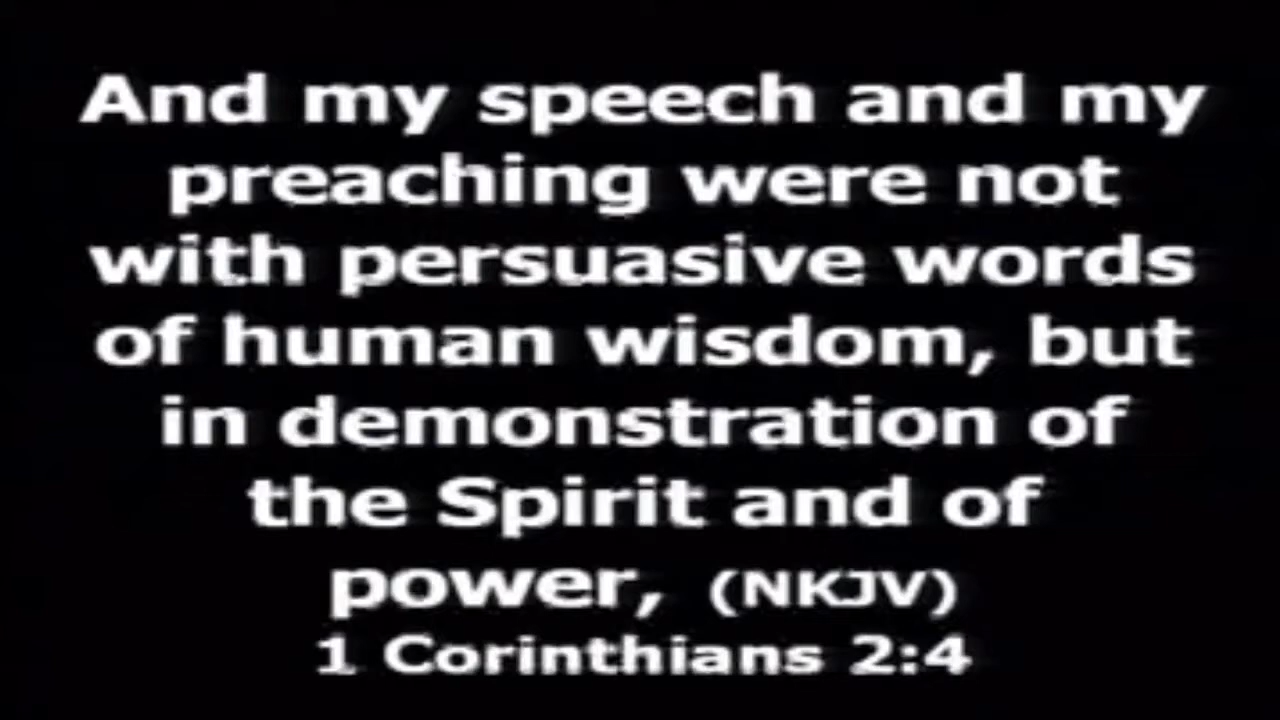 And my speech and my
preaching were not
with persuasive words
of human wisdom, but
in demonstration of
the Spirit and of
power, (NKJV)
1 Corinthians 2:4